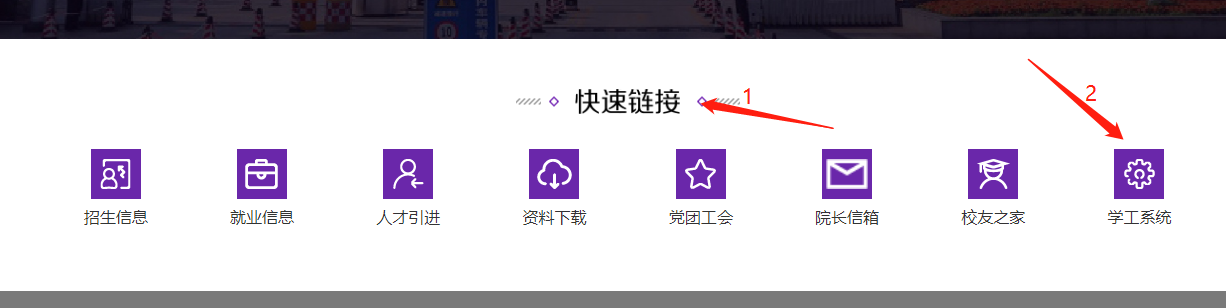 快速链接
1
2
招生信息
就业信息
人才引进
资料下载
党团工会
院长信箱
校友之家
学工系统